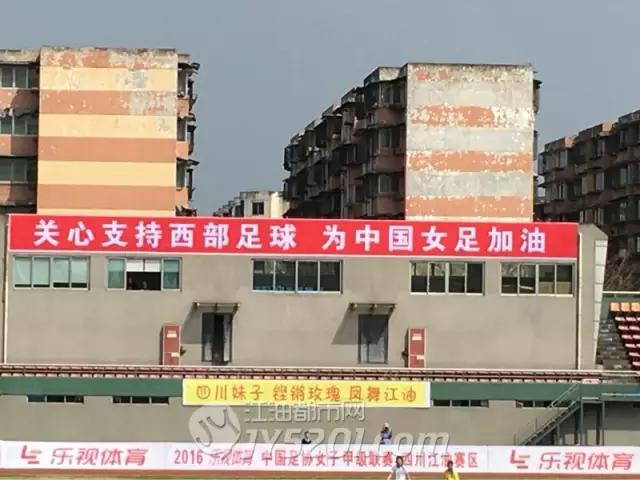 关心支持西部足球 为中国女足加油
四川妹子 铿锵玫瑰 凤舞江油
江油都市网
JY5201.com
乐视体育 2016 乐视体育 中国足协女子甲级联赛 四川江油赛区 乐视体育